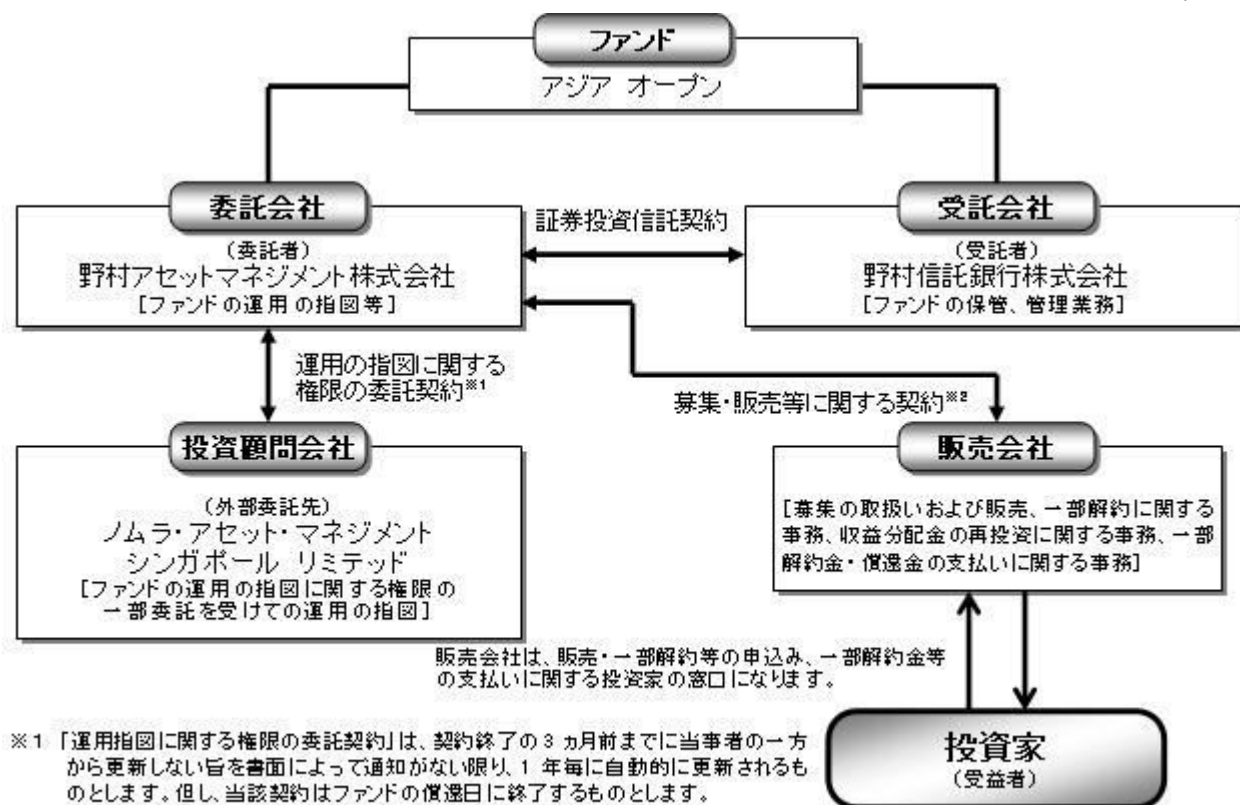 ファンド
アジア オープン
委託会社
(委託者)
野村アセットマネジメント株式会社
[ファンドの運用の指図等]
証券投資信託契約
受託会社
(受託者)
野村信託銀行株式会社
[ファンドの保管、管理業務]
運用の指図に関する
権限の委託契約※1
募集・販売等に関する契約※2
投資顧問会社
(外部委託先)
ノムラ・アセット・マネジメント
シンガポール リミテッド
[ファンドの運用の指図に関する権限の
一部委託を受けての運用の指図]
販売会社
[募集の取扱いおよび販売、一部解約に関する
事務、収益分配金の再投資に関する事務、一部
解約金・償還金の支払いに関する事務]
販売会社は、販売・一部解約等の申込み、一部解約金等
の支払いに関する投資家の窓口になります。
投資家
(受益者)
※1 「運用指図に関する権限の委託契約」は、契約終了の3ヵ月前までに当事者の一方
から更新しない旨を書面によって通知がない限り、1年毎に自動的に更新されるも
のとします。但し、当該契約はファンドの償還日に終了するものとします。